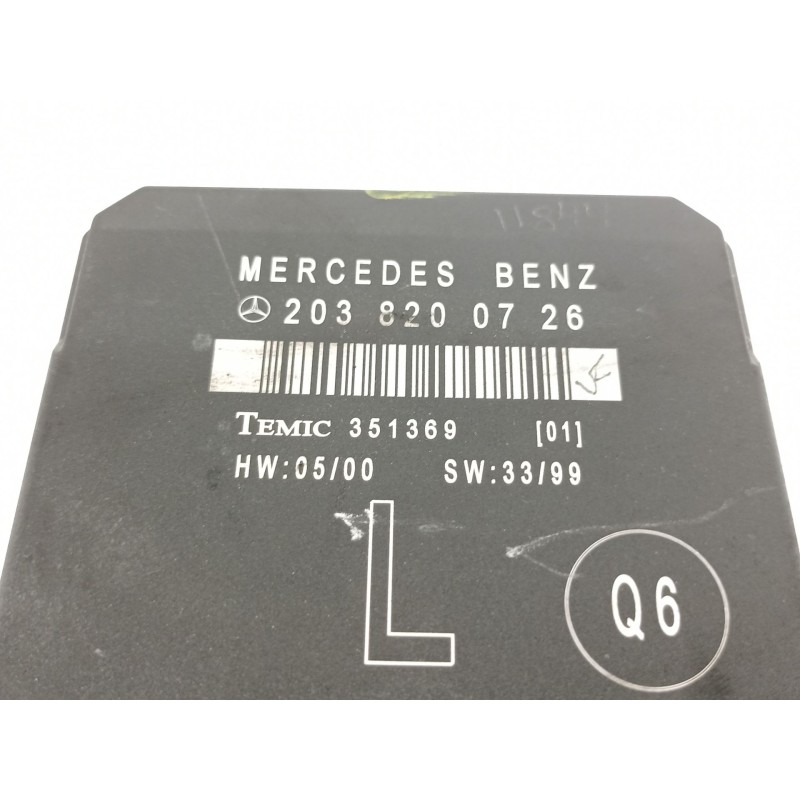 MERCEDES BENZ
203 820 07 26
TEMIC 351369 [01]
HW:05/00 SW:33/99
L
Q6